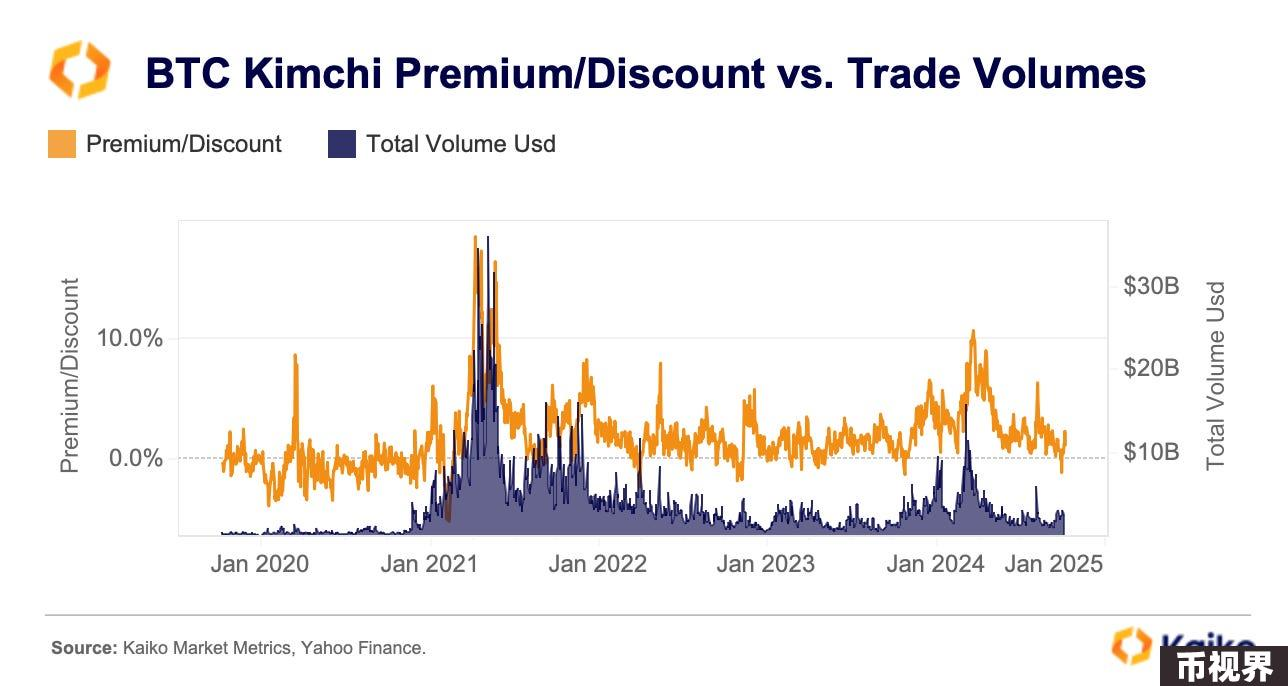 BTC Kimchi Premium/Discount vs. Trade Volumes
Premium/Discount
Total Volume Usd
Premium/Discount
10.0%
0.0%
$30B
$20B
$10B
Total Volume Usd
Jan 2020
Jan 2021
Jan 2022
Jan 2023
Jan 2024
Jan 2025
Source: Kaiko Market Metrics, Yahoo Finance.
Kaiko
币视界